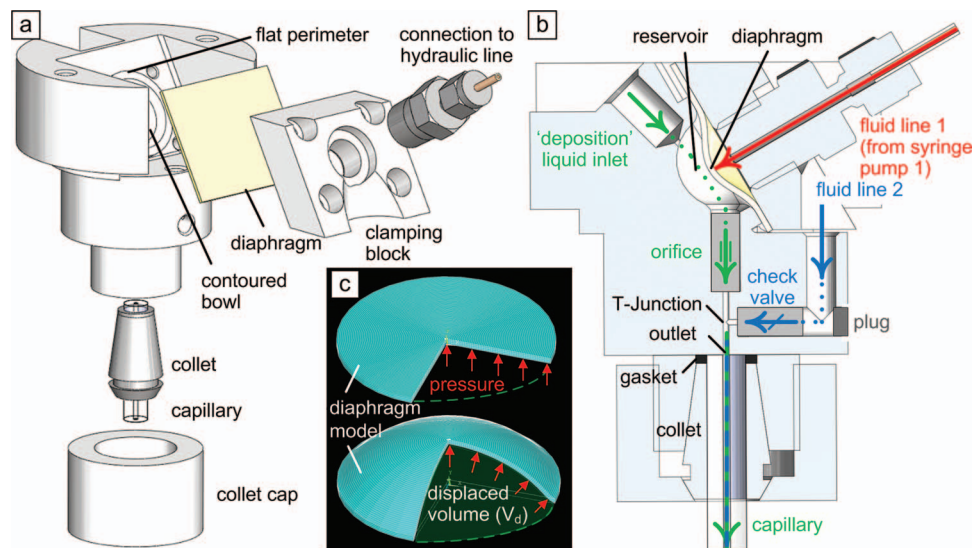 a
flat perimeter
connection to
hydraulic line
diaphragm
clamping
block
contoured
bowl
collet
capillary
collet cap
c
pressure
diaphragm
model
displaced
volume (Vd)
b
reservoir
diaphragm
'deposition'
liquid inlet
fluid line 1
(from syringe
pump 1)
fluid line 2
orifice
check
valve
T-Junction
plug
outlet
gasket
collet
capillary